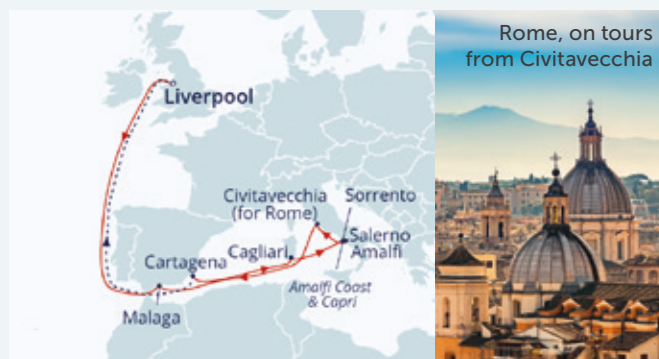 Liverpool
Civitavecchia
(for Rome)
Sorrento
Salerno
Amalfi
Cagliari
Cartagena
Amalfi Coast
& Capri
Malaga
Rome, on tours
from Civitavecchia